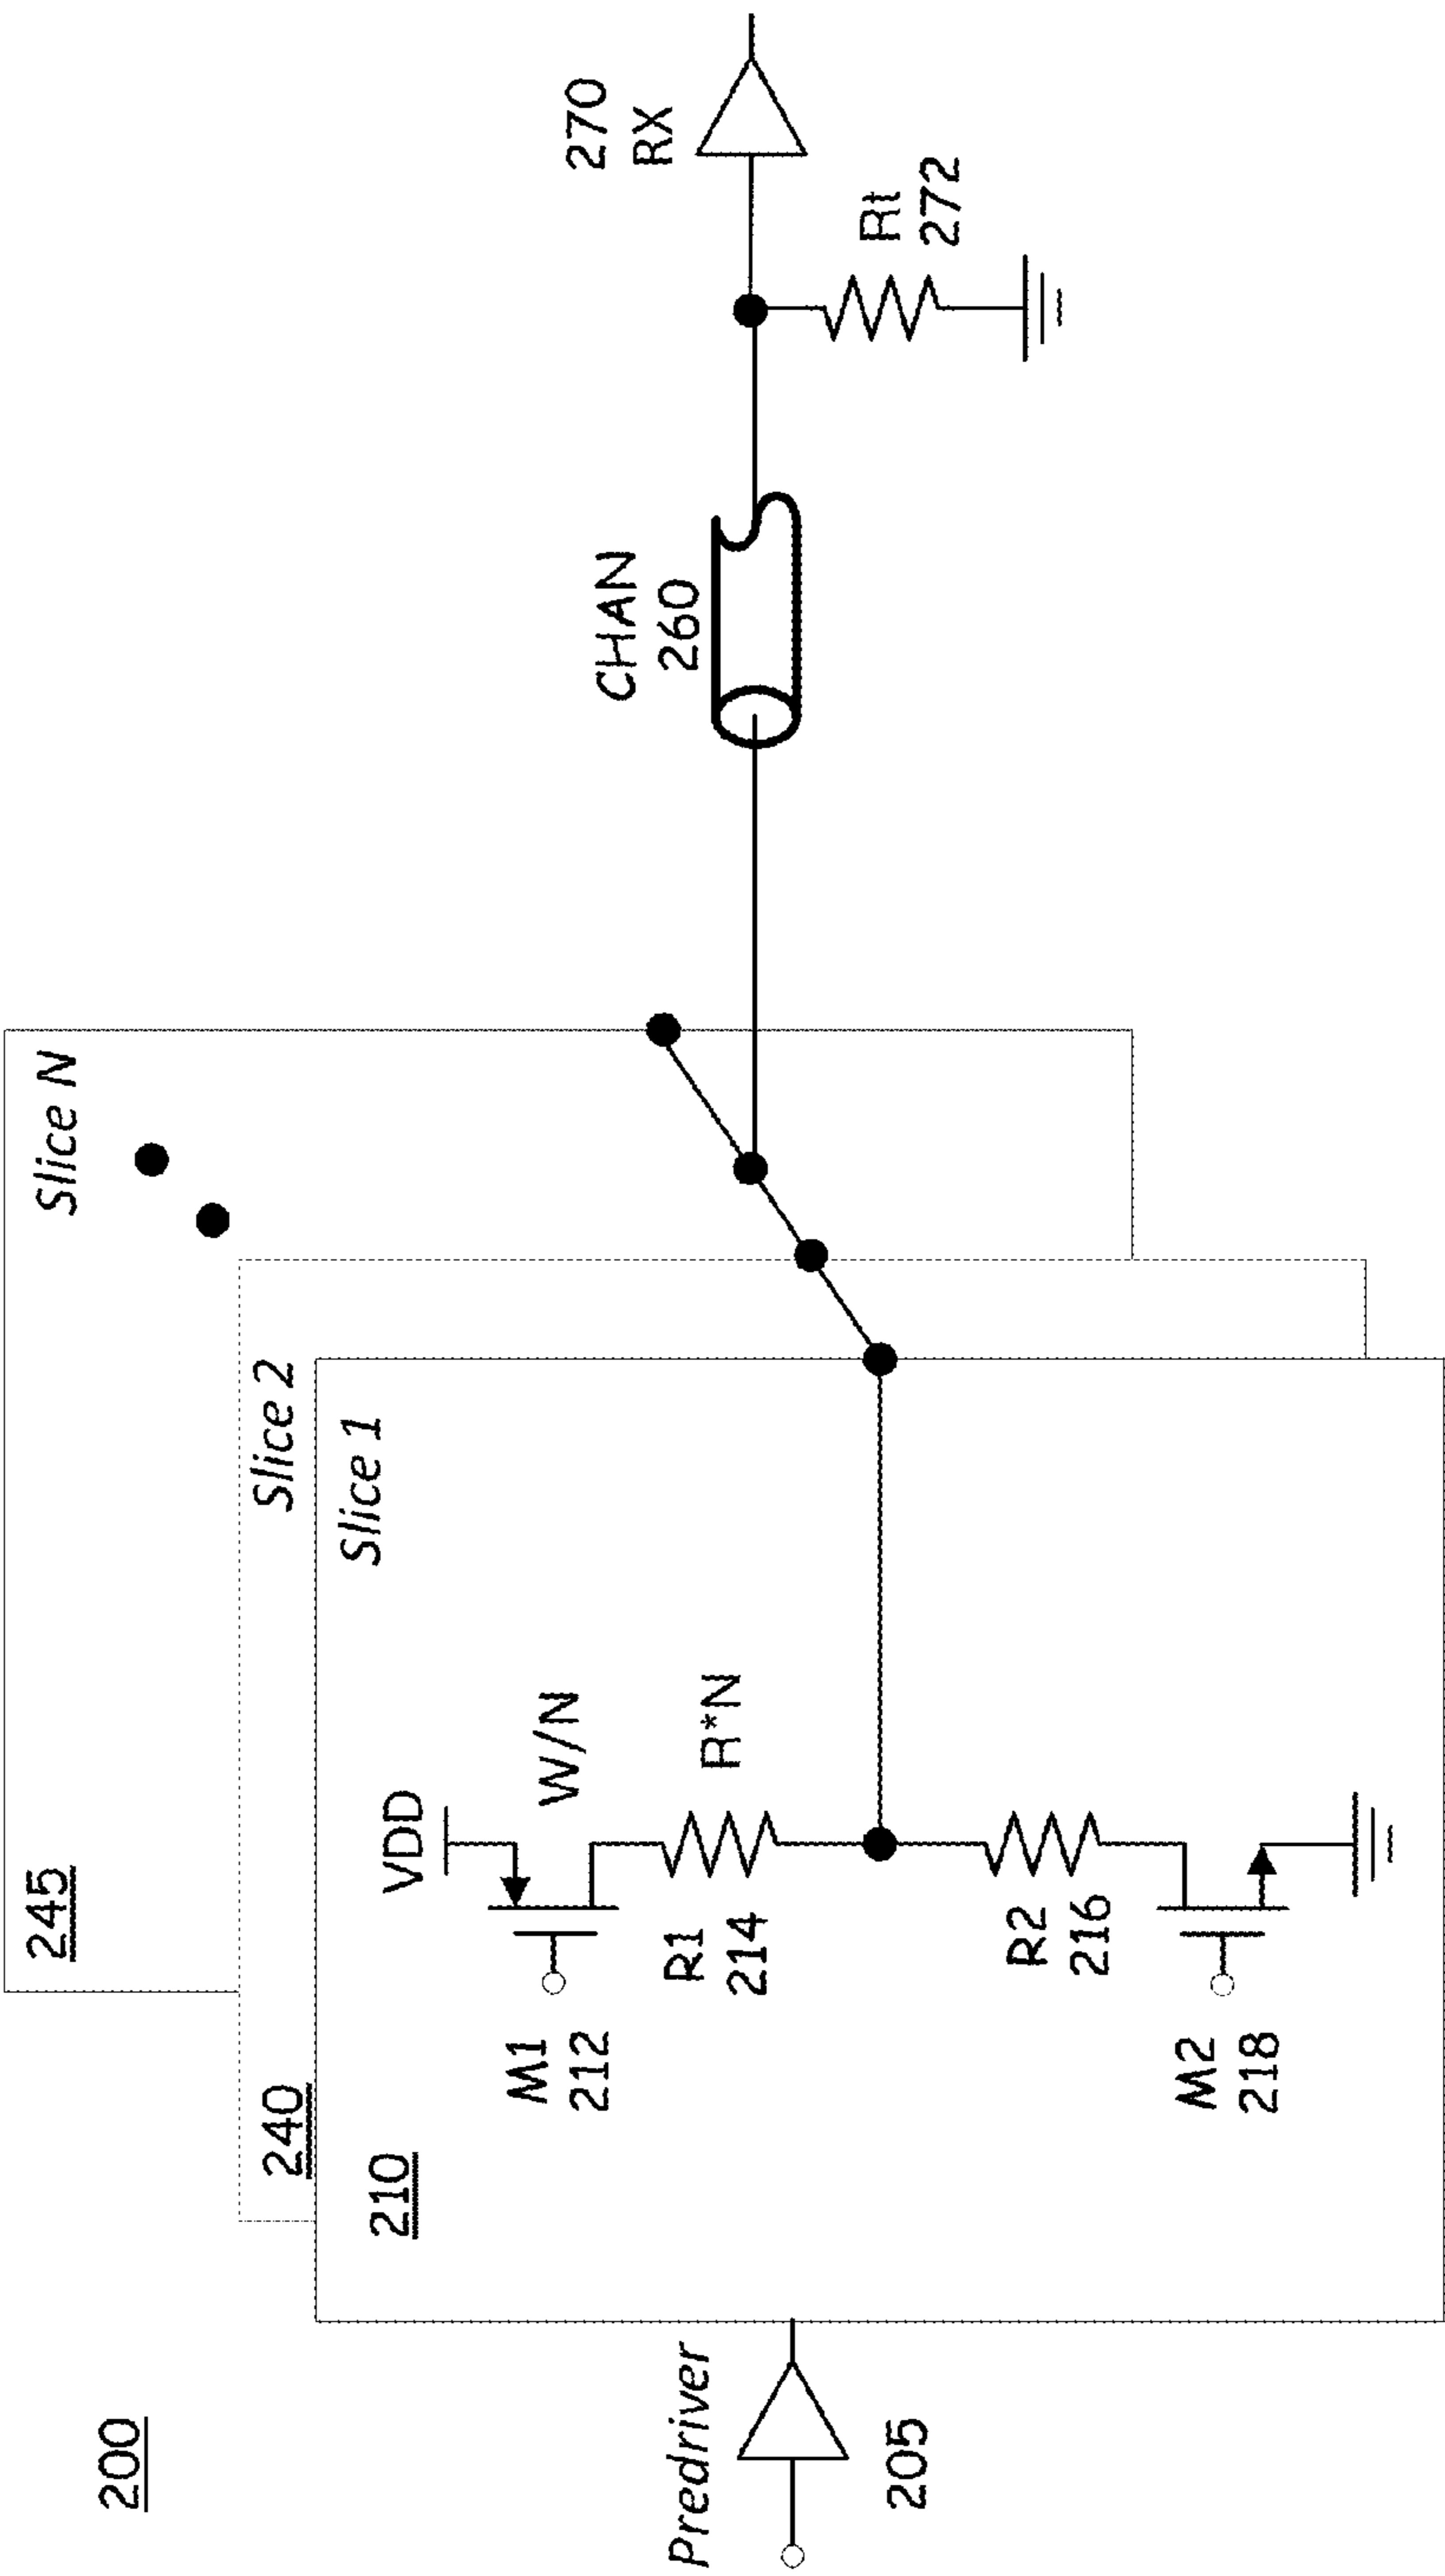 200
245
Slice N
240
Slice 2
210
Slice 1
VDD
W/N
M1
212
R1
214
R*N
R2
216
M2
218
Predriver
205
CHAN
260
270
RX
Rt
272